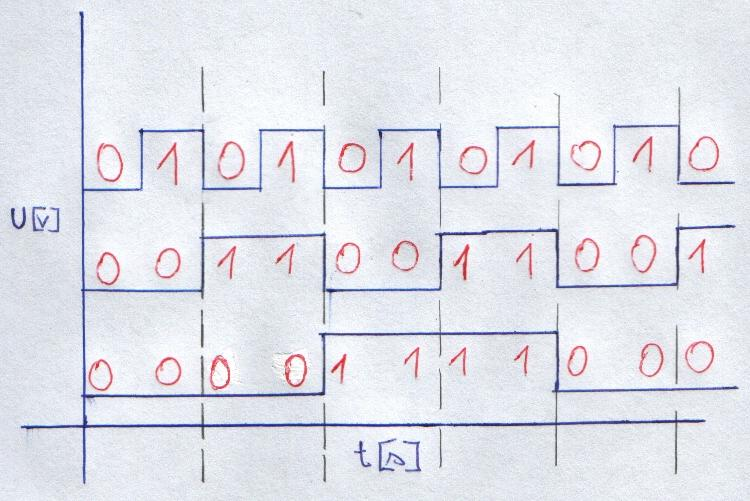 0 1 0 1 0 1 0 1 0 1 0
U[V]
0 0 1 1 0 0 1 1 0 0 1
0 0 0 0 1 1 1 1 0 0 0
t[s]